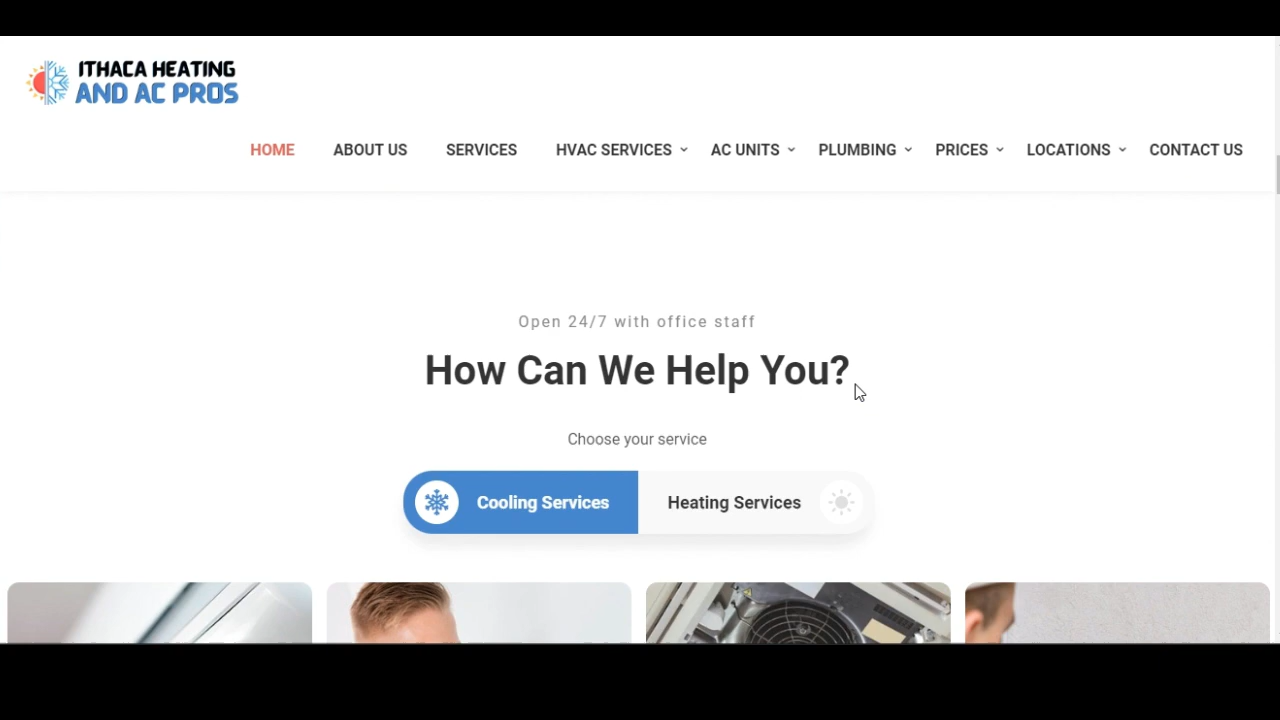 ITHACA HEATING
AND AC PROS
HOME ABOUT US SERVICES HVAC SERVICES AC UNITS PLUMBING PRICES LOCATIONS CONTACT US
Open 24/7 with office staff
How Can We Help You?
Choose your service
Cooling Services Heating Services